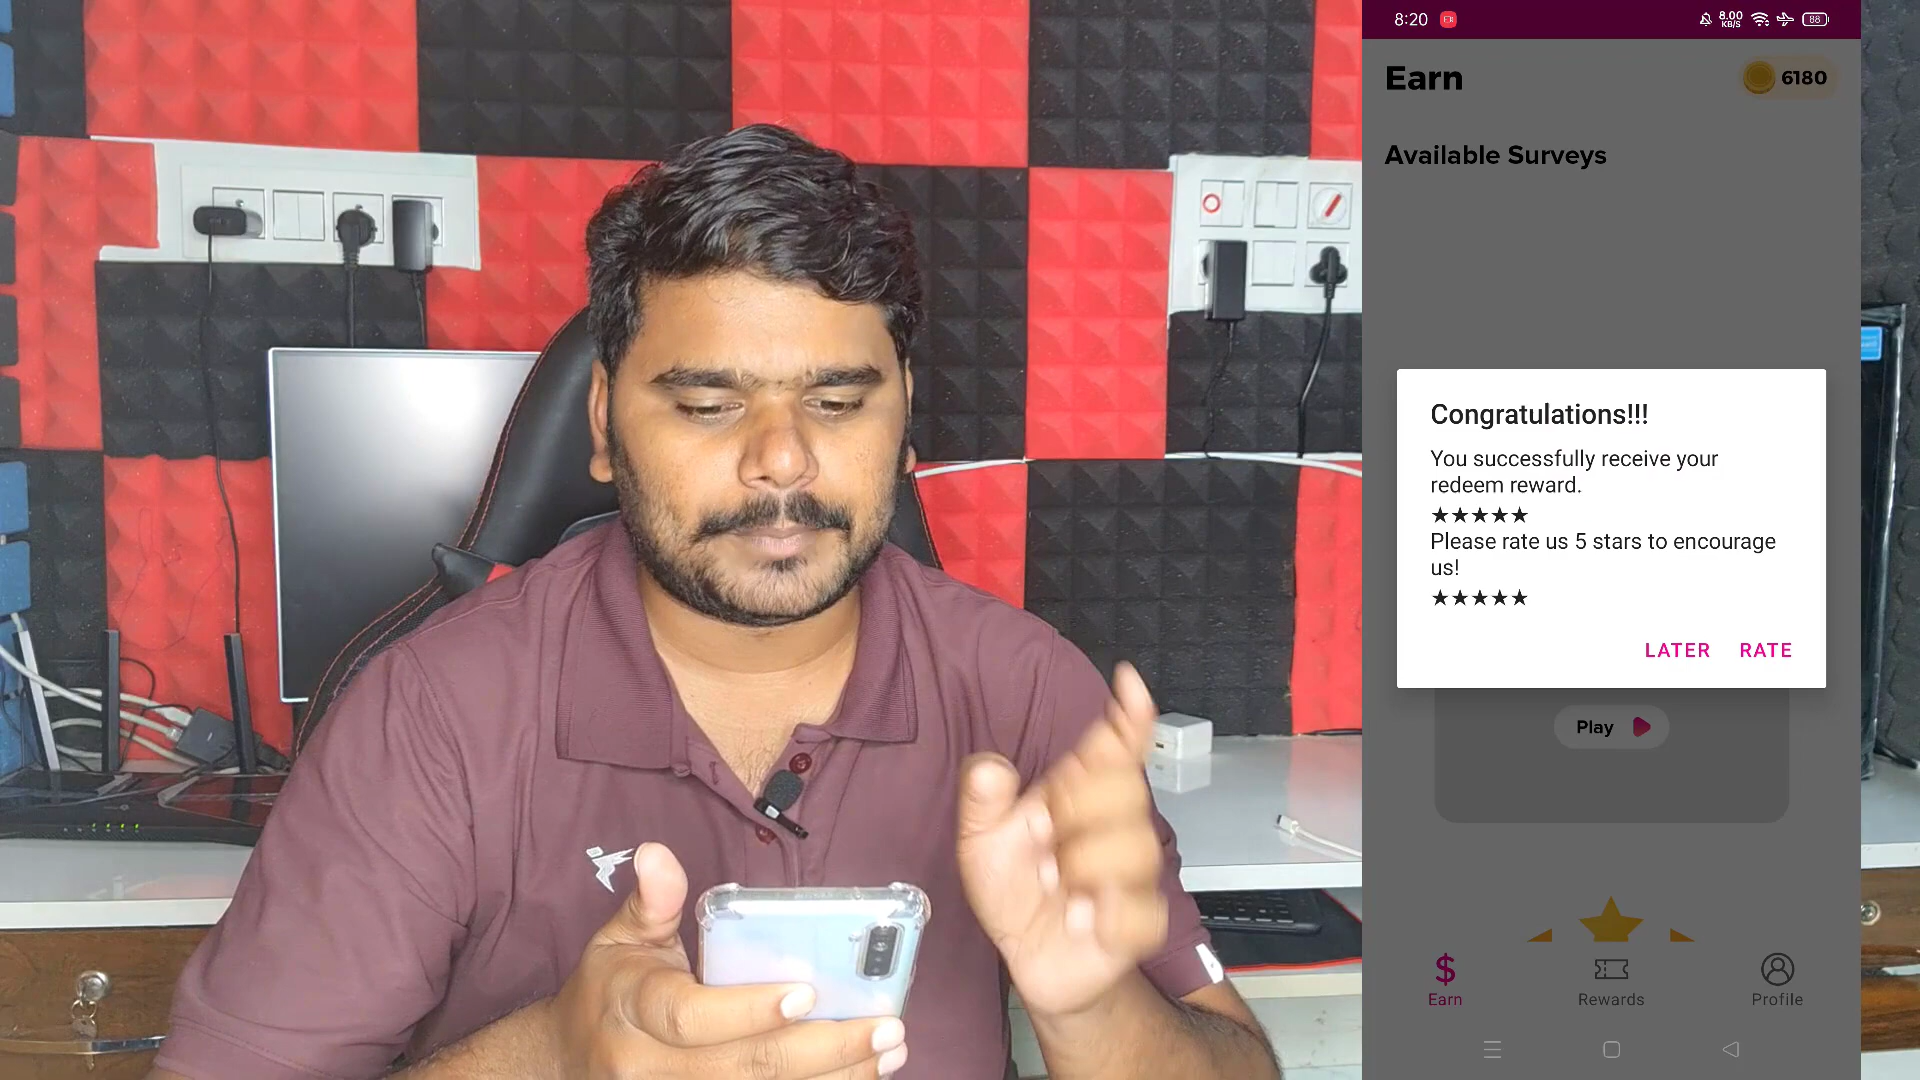 8:20
8.00
KB/S
88
Earn
6180
Available Surveys
Congratulations!!!
You successfully receive your
redeem reward.
★★★★★
Please rate us 5 stars to encourage
us!
★★★★★
LATER RATE
Play
Earn
Rewards
Profile